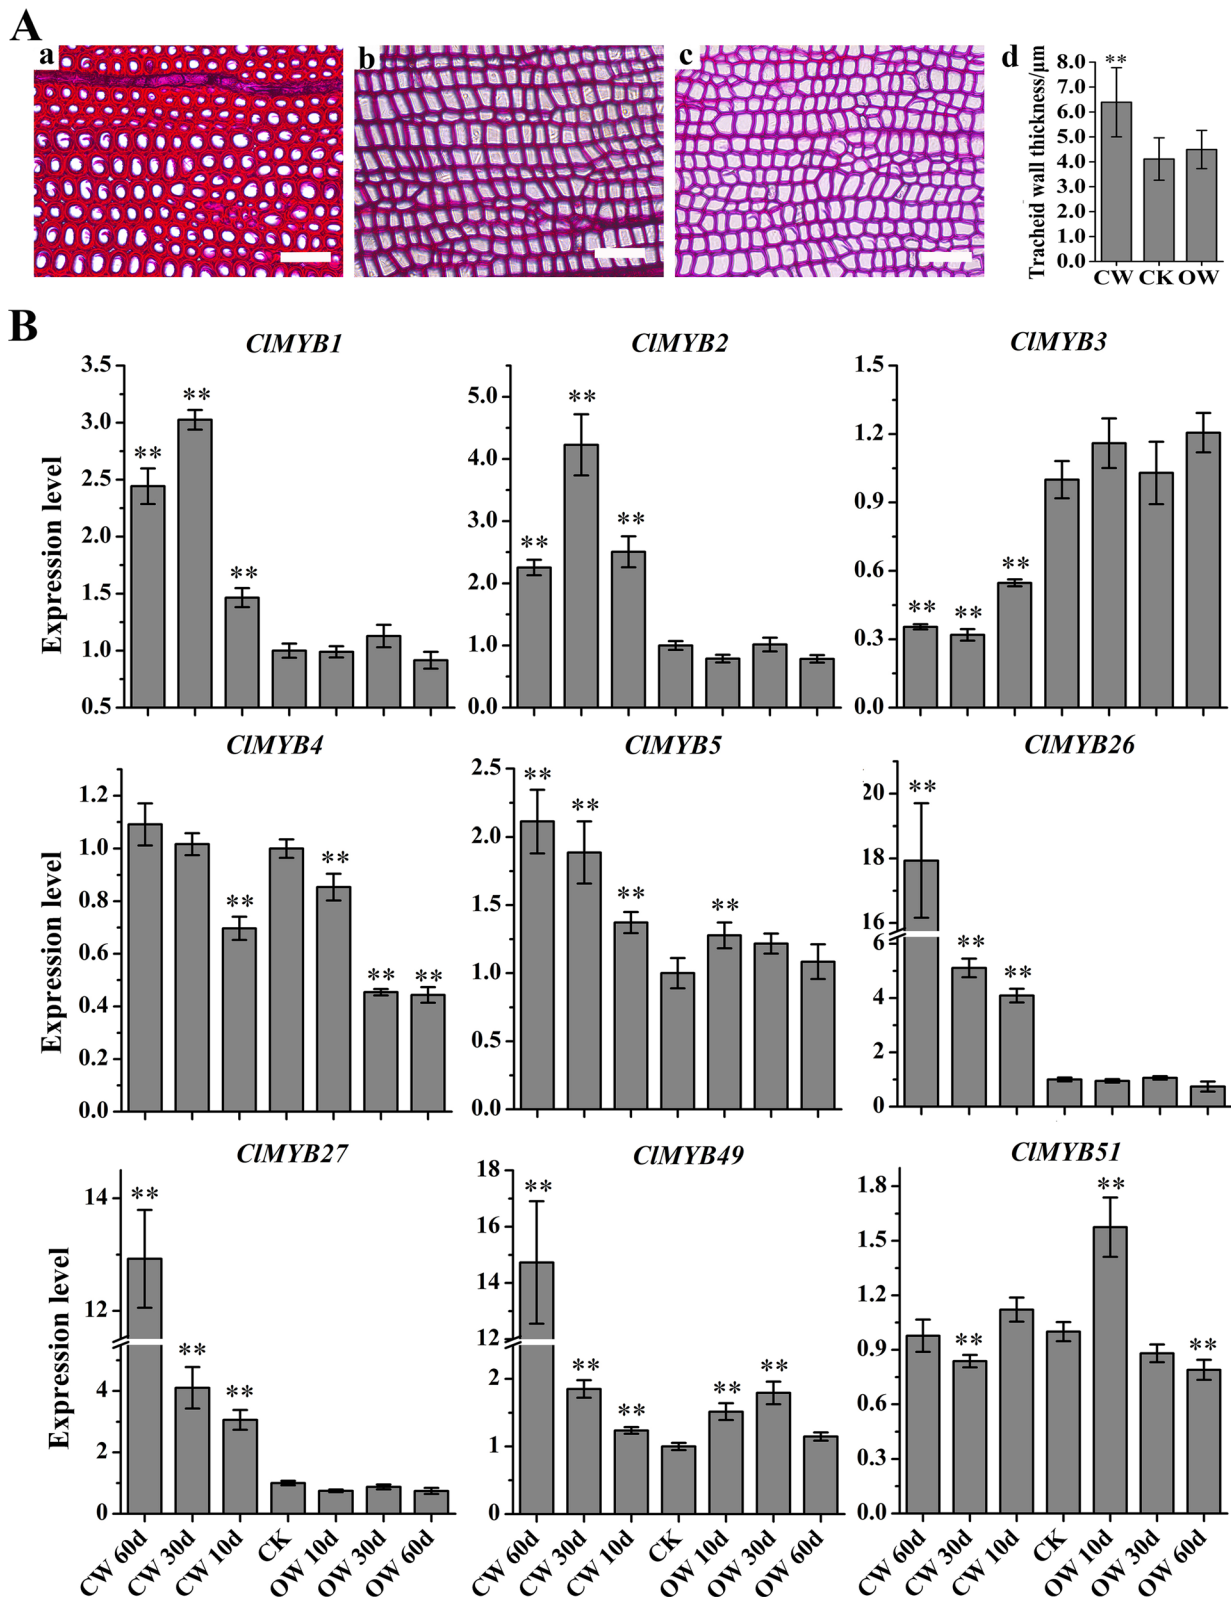 A
a
b
c
d
Tracheid wall thickness/μm
8.0
7.0
6.0
5.0
4.0
3.0
2.0
1.0
0.0
**
CW CK OW
B
ClMYB1
ClMYB2
ClMYB3
Expression level
3.5
3.0
2.5
2.0
1.5
1.0
0.5
** ** **
5.0
4.0
3.0
2.0
1.0
0.0
** ** **
1.5
1.2
0.9
0.6
0.3
0.0
** ** **
ClMYB4
ClMYB5
ClMYB26
Expression level
1.2
1.0
0.8
0.6
0.4
0.2
0.0
** ** ** **
2.5
2.0
1.5
1.0
0.5
0.0
** ** ** **
20
18
16
6
4
2
0
** ** **
ClMYB27
ClMYB49
ClMYB51
Expression level
14
12
4
2
0
** ** **
18
16
14
12
2
1
0
** ** ** ** **
1.8
1.5
1.2
0.9
0.6
0.3
0.0
** ** **
CW 60d CW 30d CW 10d CK OW 10d OW 30d OW 60d
CW 60d CW 30d CW 10d CK OW 10d OW 30d OW 60d
CW 60d CW 30d CW 10d CK OW 10d OW 30d OW 60d